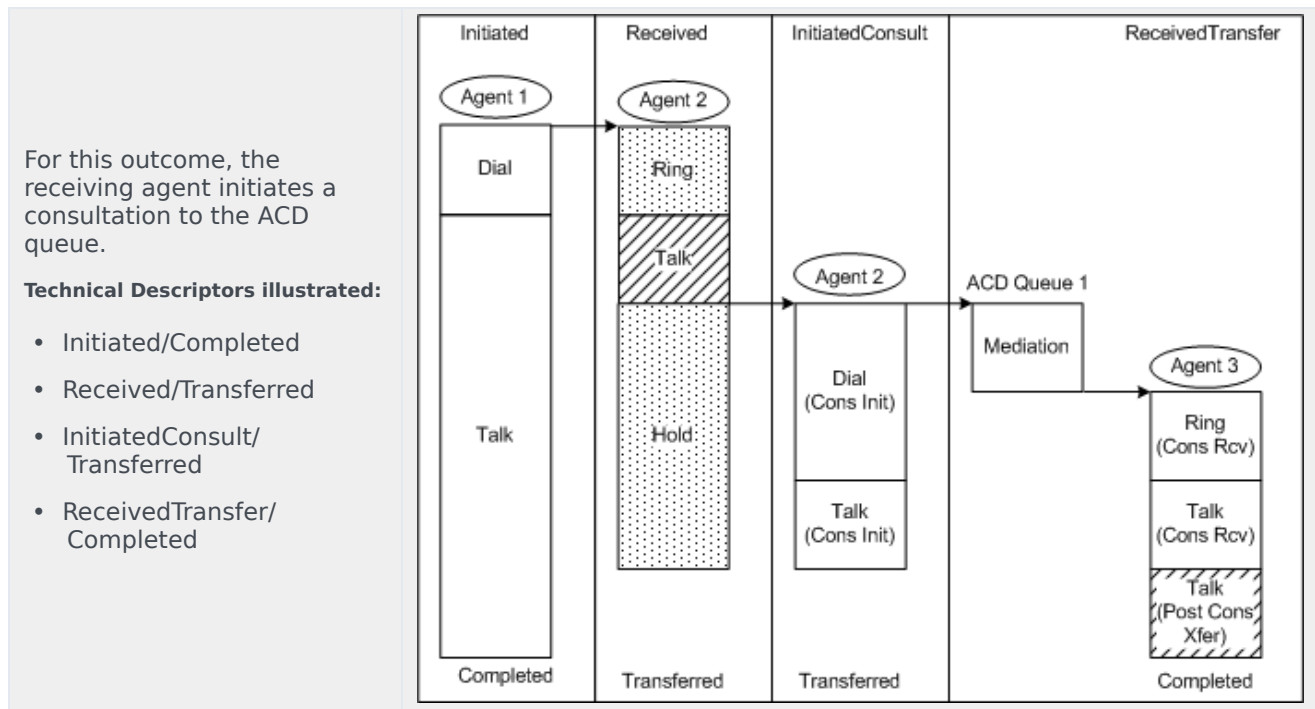 For this outcome, the
receiving agent initiates a
consultation to the ACD
queue.
Technical Descriptors illustrated:
• Initiated/Completed
• Received/Transferred
• InitiatedConsult/
Transferred
• ReceivedTransfer/
Completed
Initiated
Received
InitiatedConsult
ReceivedTransfer
Agent 1
Dial
Talk
Completed
Agent 2
Ring
Talk
Hold
Transferred
Agent 2
Dial
(Cons Init)
Talk
(Cons Init)
Transferred
ACD Queue 1
Mediation
Agent 3
Ring
(Cons Rcv)
Talk
(Cons Rcv)
Talk
(Post Cons
Xfer)
Completed